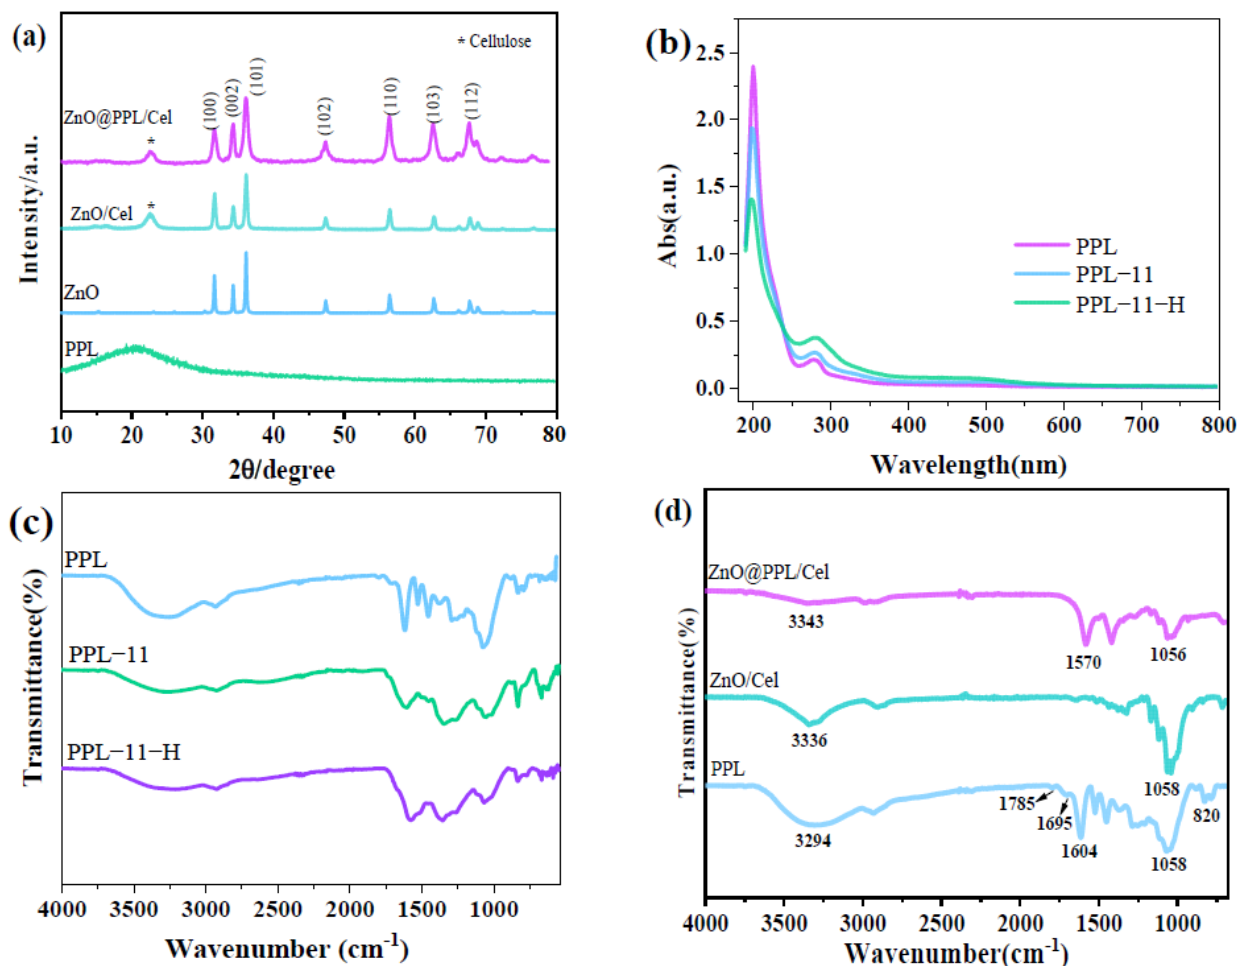 (a)
* Cellulose
ZnO@PPL/Cel
*
(100)
(002)
(101)
(102)
(110)
(103)
(112)
ZnO/Cel
*
ZnO
PPL
Intensity/a.u.
10 20 30 40 50 60 70 80
2θ/degree
(b)
2.5
2.0
1.5
1.0
0.5
0.0
Abs(a.u.)
PPL
PPL−11
PPL−11−H
200 300 400 500 600 700 800
Wavelength(nm)
(c)
PPL
PPL−11
PPL−11−H
Transmittance(%)
4000 3500 3000 2500 2000 1500 1000
Wavenumber (cm-1)
(d)
ZnO@PPL/Cel
3343
1570
1056
ZnO/Cel
3336
1058
PPL
3294
1785
1695
1604
1058
820
Transmittance(%)
4000 3500 3000 2500 2000 1500 1000
Wavenumber(cm-1)